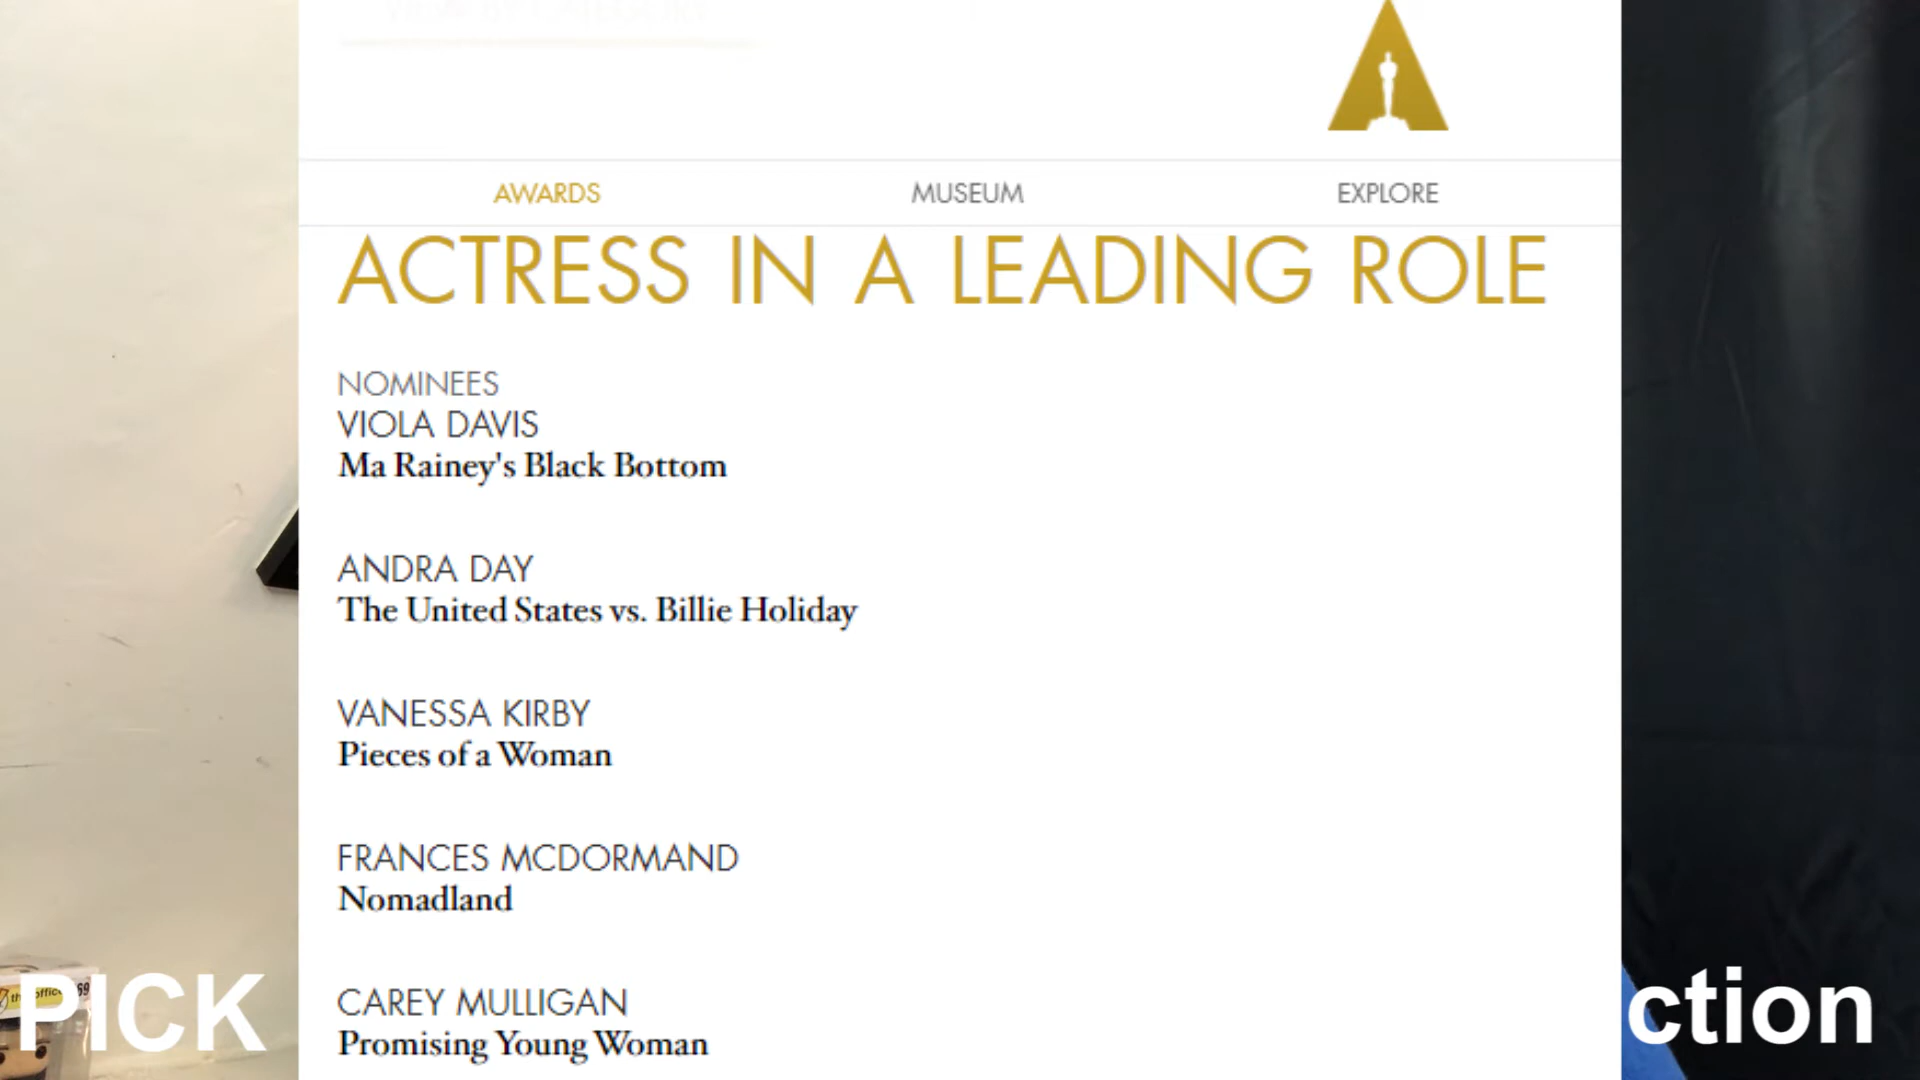 AWARDS MUSEUM EXPLORE
ACTRESS IN A LEADING ROLE
NOMINEES
VIOLA DAVIS
Ma Rainey's Black Bottom
ANDRA DAY
The United States vs. Billie Holiday
VANESSA KIRBY
Pieces of a Woman
FRANCES MCDORMAND
Nomadland
CAREY MULLIGAN
Promising Young Woman
PICK
ction